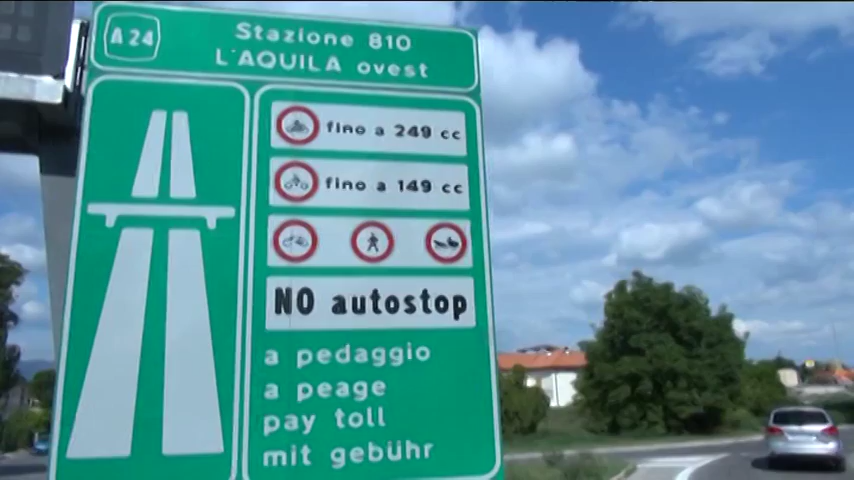 A 24
Stazione 810
L'AQUILA ovest
fino a 249 cc
fino a 149 cc
NO autostop
a pedaggio
a peage
pay toll
mit gebühr